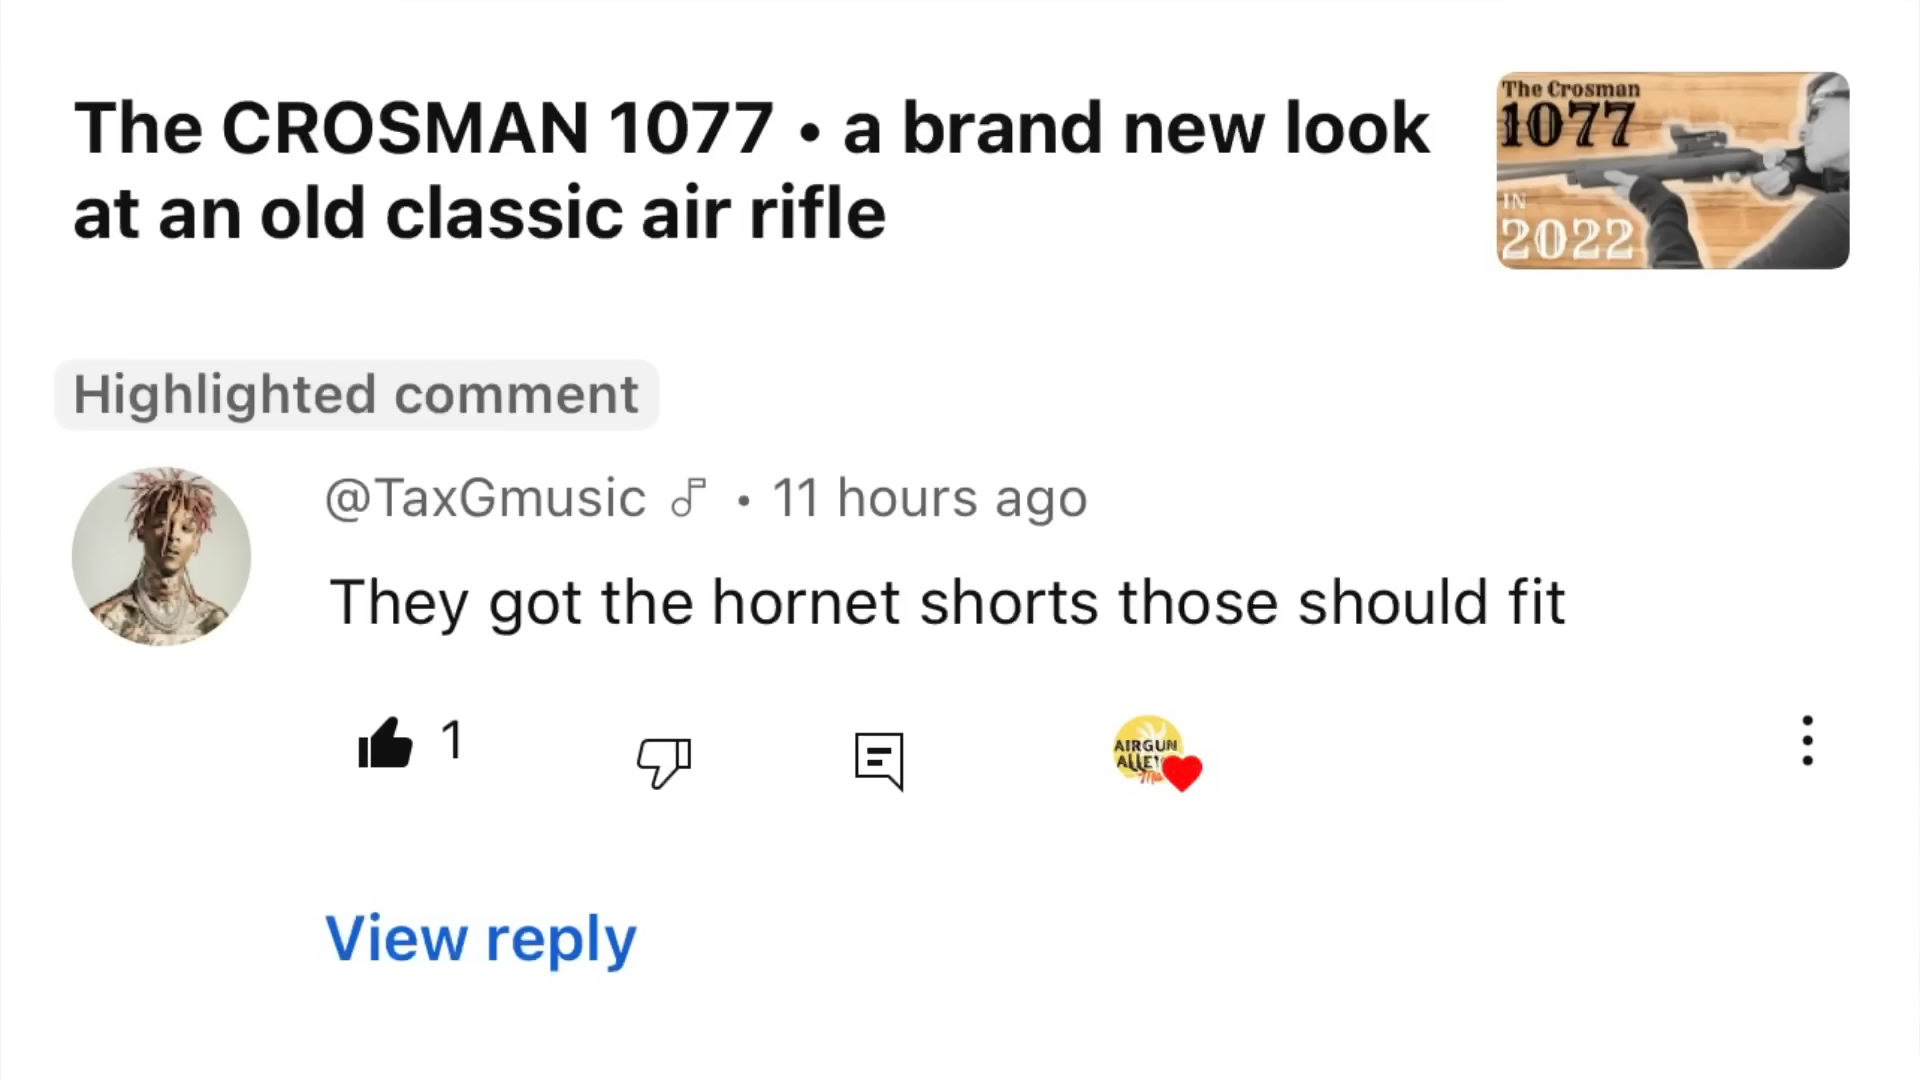 The CROSMAN 1077 • a brand new look
at an old classic air rifle
The Crosman
1077
IN
2022
Highlighted comment
@TaxGmusic • 11 hours ago
They got the hornet shorts those should fit
1
AIRGUN
View reply